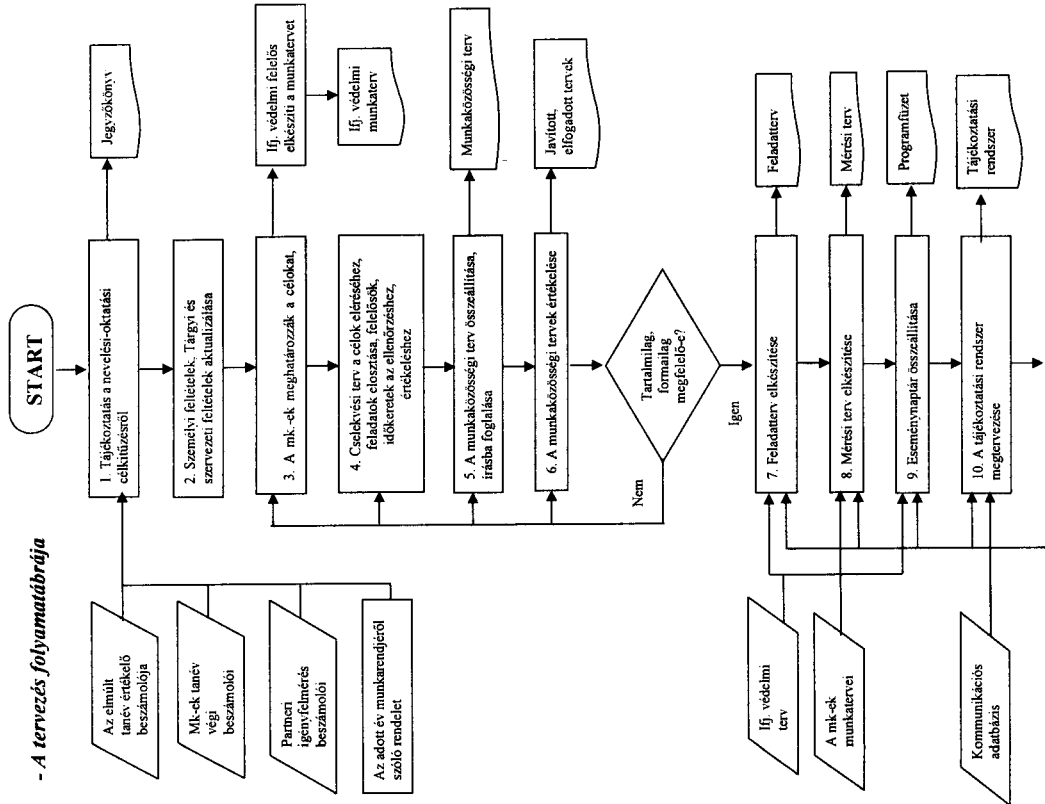 - A tervezés folyamatábrája
START
Az elmúlt
tanév értékelő
beszámolója
Mk-ek tanév
végi
beszámolói
Partneri
igényfelmérés
beszámolói
Az adott év munkarendjéről
szóló rendelet
1. Tájékoztatás a nevelési-oktatási
célkitűzésről
Jegyzőkönyv
2. Személyi feltételek. Tárgyi és
szervezeti feltételek aktualizálása
3. A mk.-ek meghatározzák a célokat,
Ifj. védelmi felelős
elkészíti a munkatervet
Ifj. védelmi
munkaterv
4. Cselekvési terv a célok eléréséhez,
feladatok elosztása, felelősök,
időkeretek az ellenőrzéshez,
értékeléshez
5. A munkaközösségi terv összeállítása,
írásba foglalása
Munkaközösségi terv
6. A munkaközösségi tervek értékelése
Javított,
elfogadott tervek
Tartalmilag,
formailag
megfelelő-e?
Nem
Igen
Ifj. védelmi
terv
A mk-ek
munkatervei
Kommunikációs
adatbázis
7. Feladatterv elkészítése
Feladatterv
8. Mérési terv elkészítése
Mérési terv
9. Eseménynaptár összeállítása
Programfüzet
10. A tájékoztatási rendszer
megtervezése
Tájékoztatási
rendszer